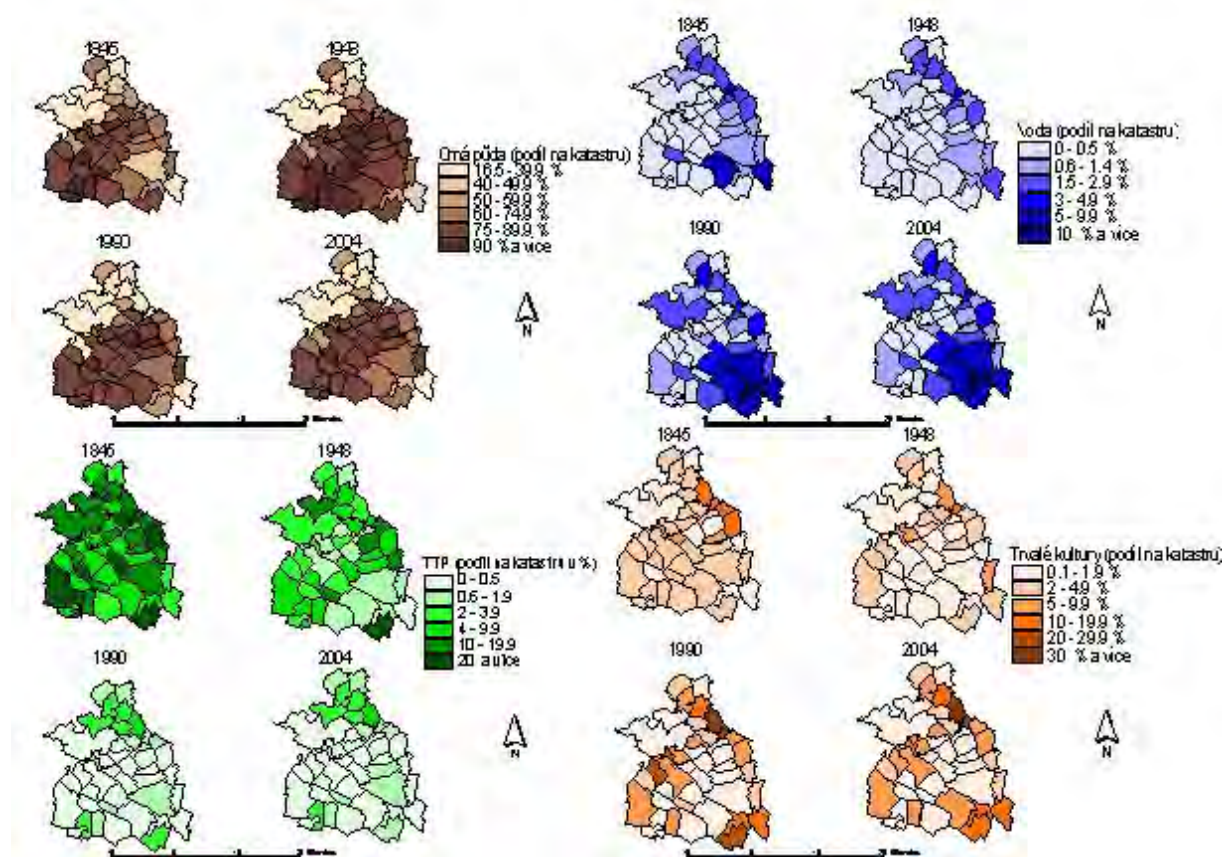 1845
1948
Orná půda (podíl na katastru)
16,5 - 39,9 %
40 - 49,9 %
50 - 59,9 %
60 - 74,9 %
75 - 89,9 %
90 % a více
1990
2004
N
1845
1948
Voda (podíl na katastru)
0 - 0,5 %
0,6 - 1,4 %
1,5 - 2,9 %
3 - 4,9 %
5 - 9,9 %
10 % a více
1990
2004
N
1845
1948
TTP (podíl na katastru v %)
0 - 0,5
0,6 - 1,9
2 - 3,9
4 - 9,9
10 - 19,9
20 a více
1990
2004
N
1845
1948
Trvalé kultury (podíl na katastru)
0,1 - 1,9 %
2 - 4,9 %
5 - 9,9 %
10 - 19,9 %
20 - 29,9 %
30 % a více
1990
2004
N